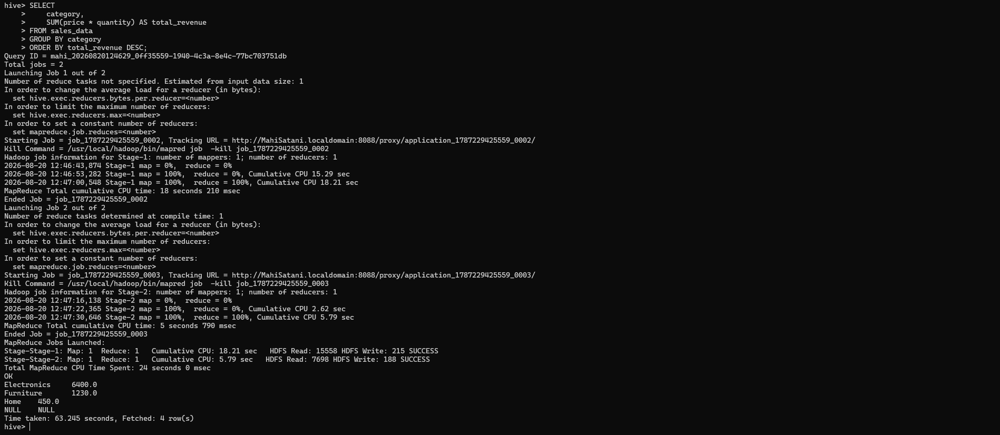 hive> SELECT
    >     category,
    >     SUM(price * quantity) AS total_revenue
    > FROM sales_data
    > GROUP BY category
    > ORDER BY total_revenue DESC;
Query ID = mahi_20260820124629_0ff35559-1940-4c3a-8e4c-77bc703751db
Total jobs = 2
Launching Job 1 out of 2
Number of reduce tasks not specified. Estimated from input data size: 1
In order to change the average load for a reducer (in bytes):
  set hive.exec.reducers.bytes.per.reducer=<number>
In order to limit the maximum number of reducers:
  set hive.exec.reducers.max=<number>
In order to set a constant number of reducers:
  set mapreduce.job.reduces=<number>
Starting Job = job_1787229425559_0002, Tracking URL = http://MahiSatani.localdomain:8088/proxy/application_1787229425559_0002/
Kill Command = /usr/local/hadoop/bin/mapred job  -kill job_1787229425559_0002
Hadoop job information for Stage-1: number of mappers: 1; number of reducers: 1
2026-08-20 12:46:43,874 Stage-1 map = 0%,  reduce = 0%
2026-08-20 12:46:53,282 Stage-1 map = 100%,  reduce = 0%, Cumulative CPU 15.29 sec
2026-08-20 12:47:00,548 Stage-1 map = 100%,  reduce = 100%, Cumulative CPU 18.21 sec
MapReduce Total cumulative CPU time: 18 seconds 210 msec
Ended Job = job_1787229425559_0002
Launching Job 2 out of 2
Number of reduce tasks determined at compile time: 1
In order to change the average load for a reducer (in bytes):
  set hive.exec.reducers.bytes.per.reducer=<number>
In order to limit the maximum number of reducers:
  set hive.exec.reducers.max=<number>
In order to set a constant number of reducers:
  set mapreduce.job.reduces=<number>
Starting Job = job_1787229425559_0003, Tracking URL = http://MahiSatani.localdomain:8088/proxy/application_1787229425559_0003/
Kill Command = /usr/local/hadoop/bin/mapred job  -kill job_1787229425559_0003
Hadoop job information for Stage-2: number of mappers: 1; number of reducers: 1
2026-08-20 12:47:16,138 Stage-2 map = 0%,  reduce = 0%
2026-08-20 12:47:22,365 Stage-2 map = 100%,  reduce = 0%, Cumulative CPU 2.62 sec
2026-08-20 12:47:30,646 Stage-2 map = 100%,  reduce = 100%, Cumulative CPU 5.79 sec
MapReduce Total cumulative CPU time: 5 seconds 790 msec
Ended Job = job_1787229425559_0003
MapReduce Jobs Launched:
Stage-Stage-1: Map: 1  Reduce: 1   Cumulative CPU: 18.21 sec   HDFS Read: 15558 HDFS Write: 215 SUCCESS
Stage-Stage-2: Map: 1  Reduce: 1   Cumulative CPU: 5.79 sec   HDFS Read: 7698 HDFS Write: 188 SUCCESS
Total MapReduce CPU Time Spent: 24 seconds 0 msec
OK
Electronics     6400.0
Furniture       1230.0
Home    450.0
NULL    NULL
Time taken: 63.245 seconds, Fetched: 4 row(s)
hive>